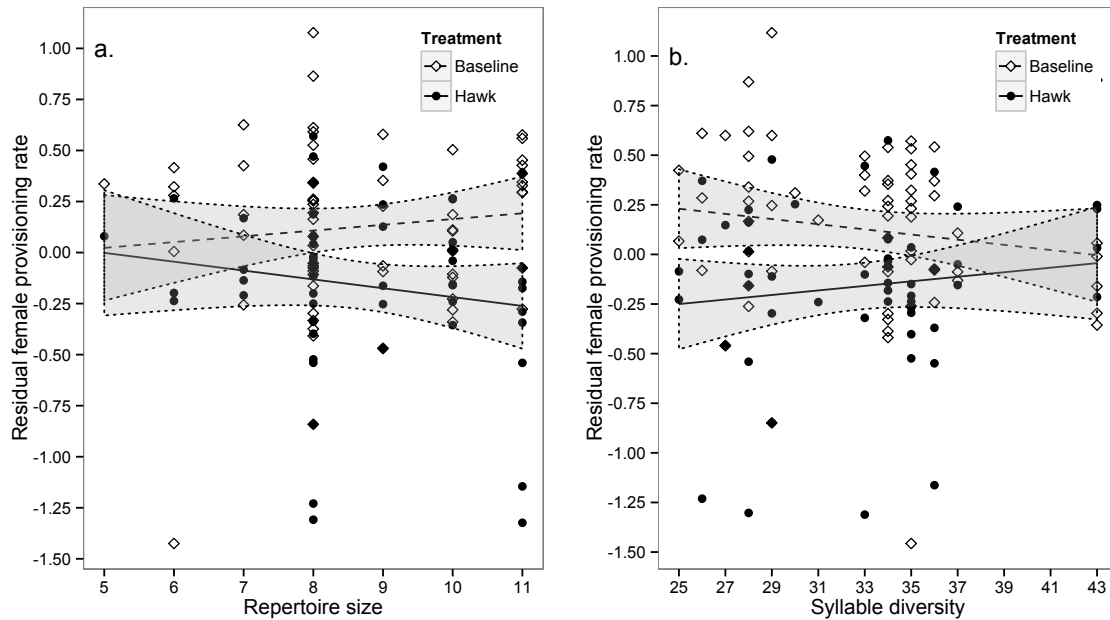 a.
Treatment
Baseline
Hawk
Residual female provisioning rate
1.00
0.75
0.50
0.25
0.00
-0.25
-0.50
-0.75
-1.00
-1.25
-1.50
5 6 7 8 9 10 11
Repertoire size
b.
Treatment
Baseline
Hawk
Residual female provisioning rate
1.00
0.75
0.50
0.25
0.00
-0.25
-0.50
-0.75
-1.00
-1.25
-1.50
25 27 29 31 33 35 37 39 41 43
Syllable diversity